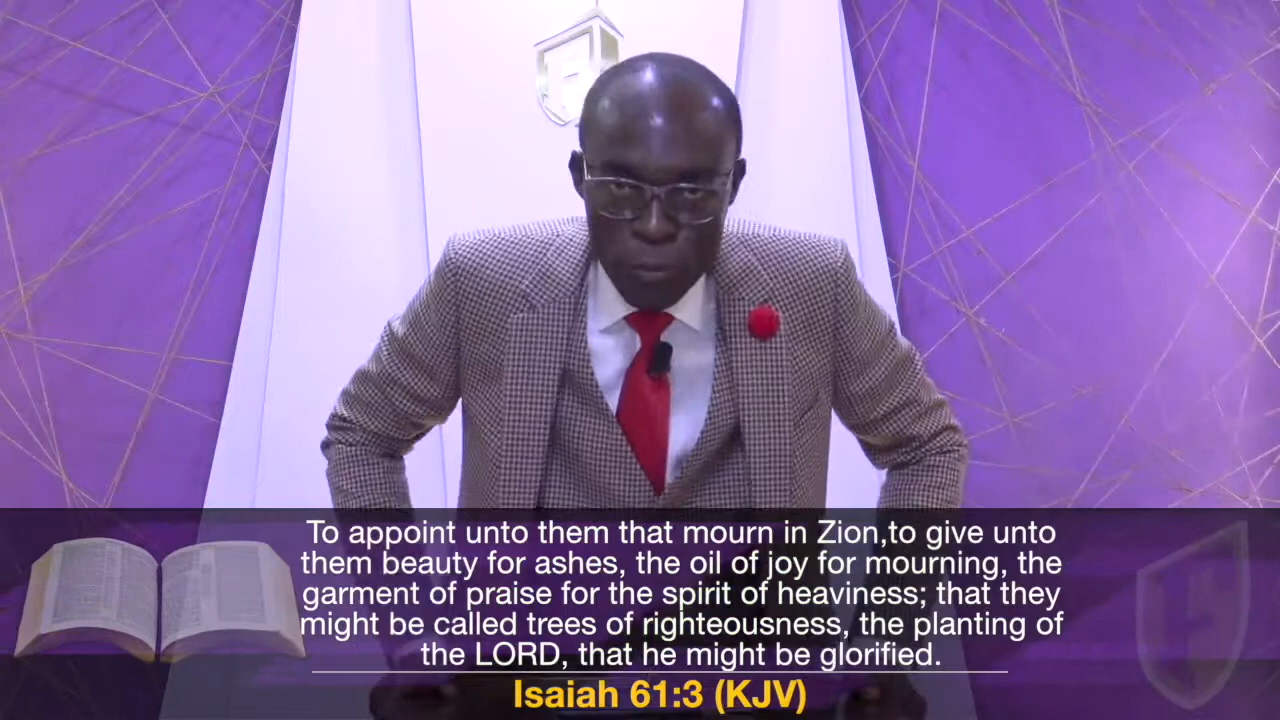 To appoint unto them that mourn in Zion,to give unto
them beauty for ashes, the oil of joy for mourning, the
garment of praise for the spirit of heaviness; that they
might be called trees of righteousness, the planting of
the LORD, that he might be glorified.
Isaiah 61:3 (KJV)